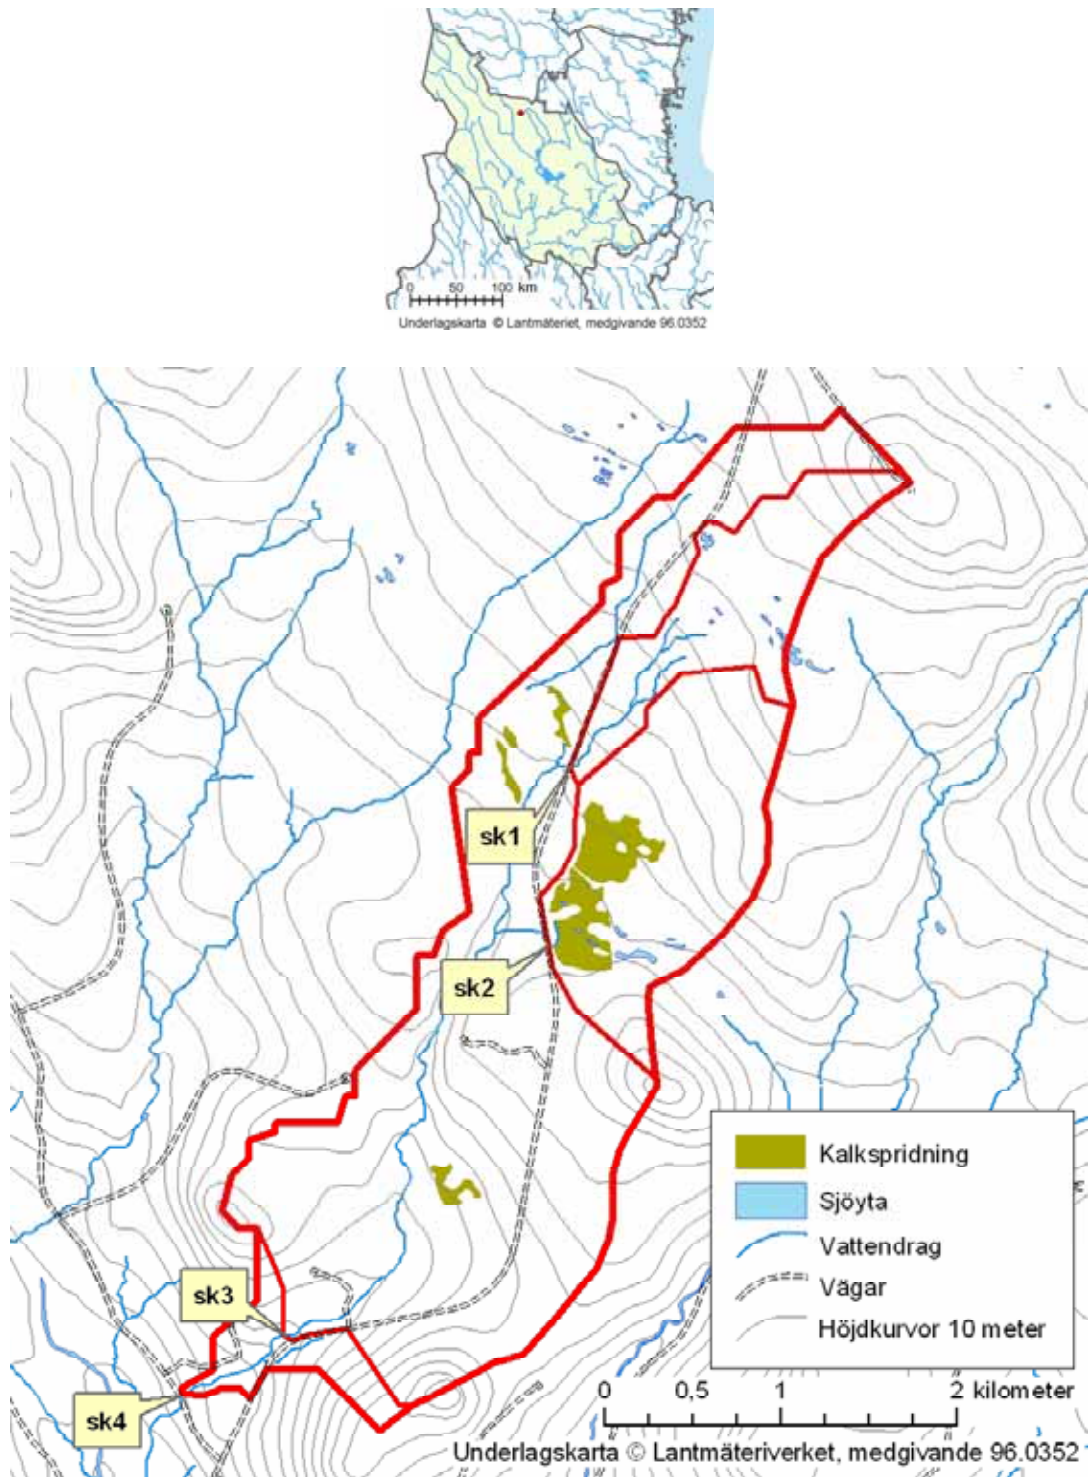 0 50 100 km
Underlagskarta © Lantmäteriet, medgivande 96.0352
sk1
sk2
sk3
sk4
Kalkspridning
Sjöyta
Vattendrag
Vägar
Höjdkurvor 10 meter
0 0,5 1 2 kilometer
Underlagskarta © Lantmäteriverket, medgivande 96.0352